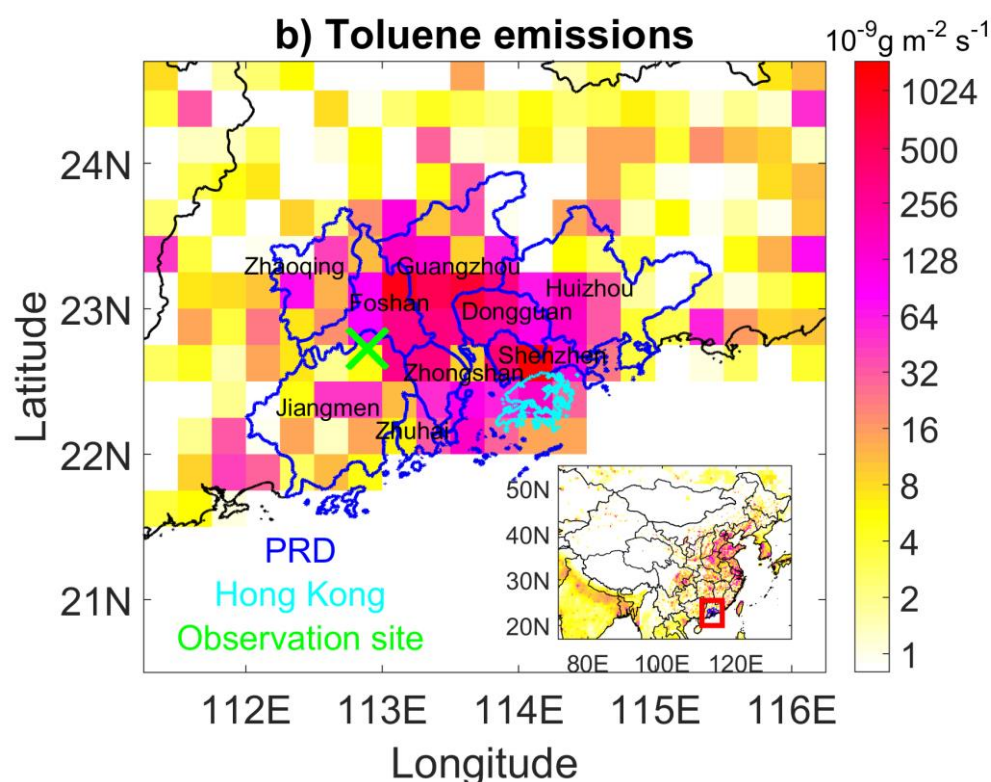 b) Toluene emissions
10⁻⁹g m⁻² s⁻¹
1024
500
256
128
64
32
16
8
4
2
1
Latitude
24N
23N
22N
21N
Zhaoqing
Guangzhou
Huizhou
Foshan
Dongguan
Shenzhen
Zhongshan
Jiangmen
Zhuhai
PRD
Hong Kong
Observation site
50N
40N
30N
20N
80E 100E 120E
112E 113E 114E 115E 116E
Longitude